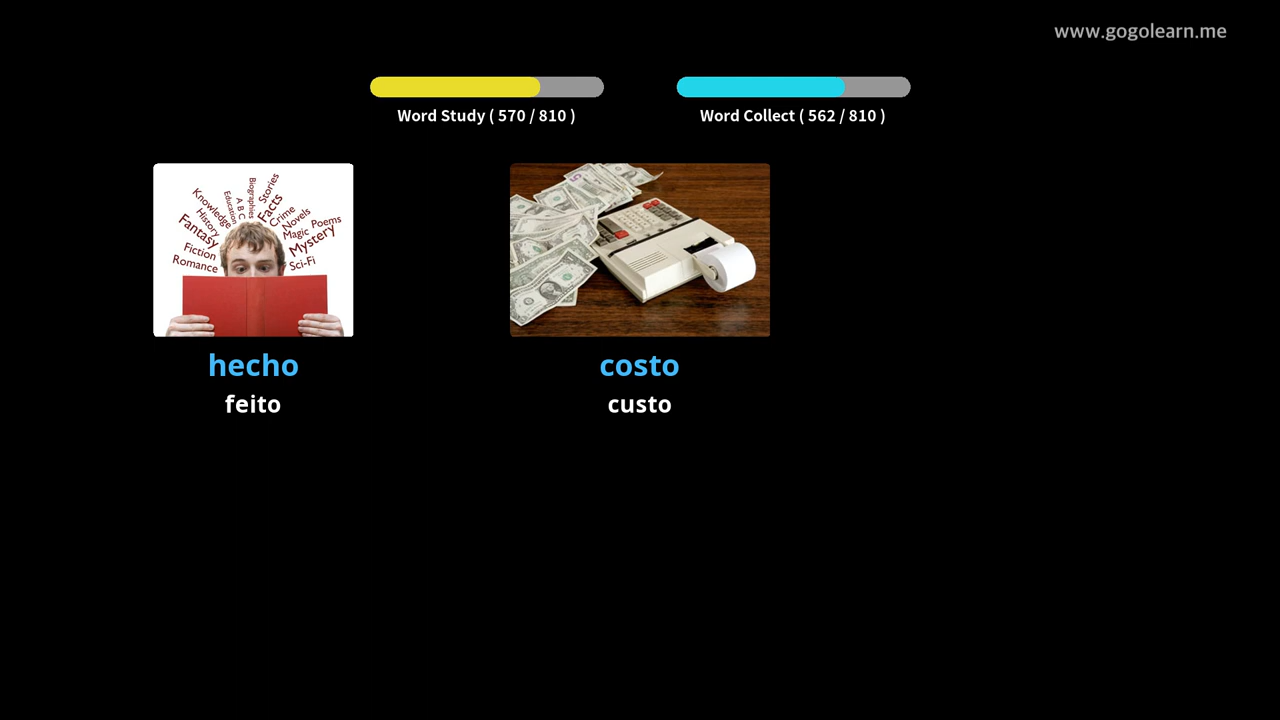 www.gogolearn.me
Word Study ( 570 / 810 )
Word Collect ( 562 / 810 )
Knowledge
History
Fantasy
Fiction
Romance
Education
A B C
Biographies
Stories
Facts
Crime
Novels
Magic
Poems
Mystery
Sci-Fi
hecho
feito
costo
custo